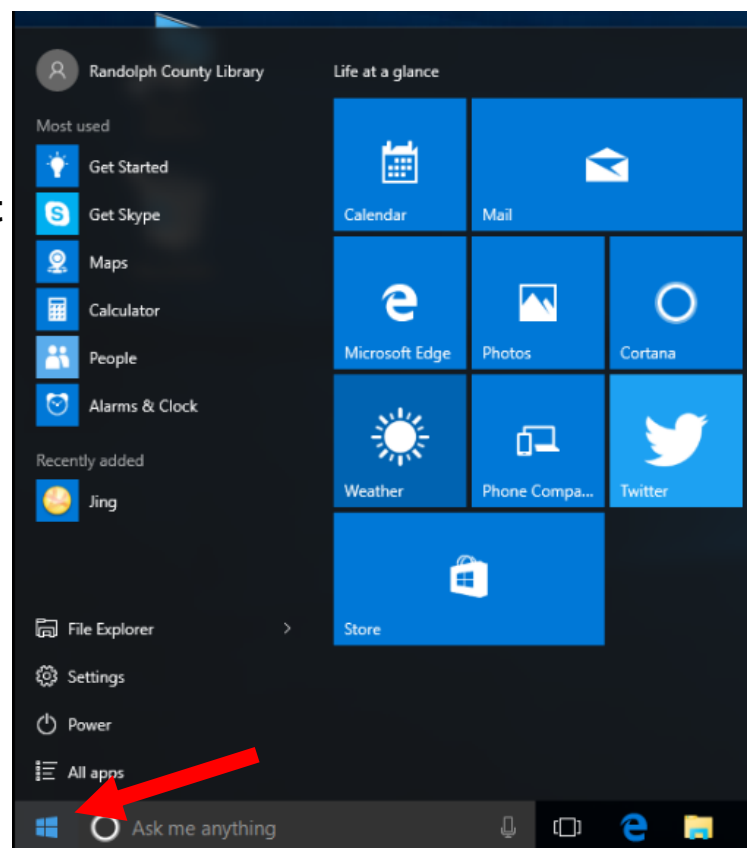 Randolph County Library
Life at a glance
Most used
Get Started
Get Skype
Maps
Calculator
People
Alarms & Clock
Recently added
Jing
File Explorer
Settings
Power
All apps
Calendar
Mail
Microsoft Edge
Photos
Cortana
Weather
Phone Compa...
Twitter
Store
Ask me anything